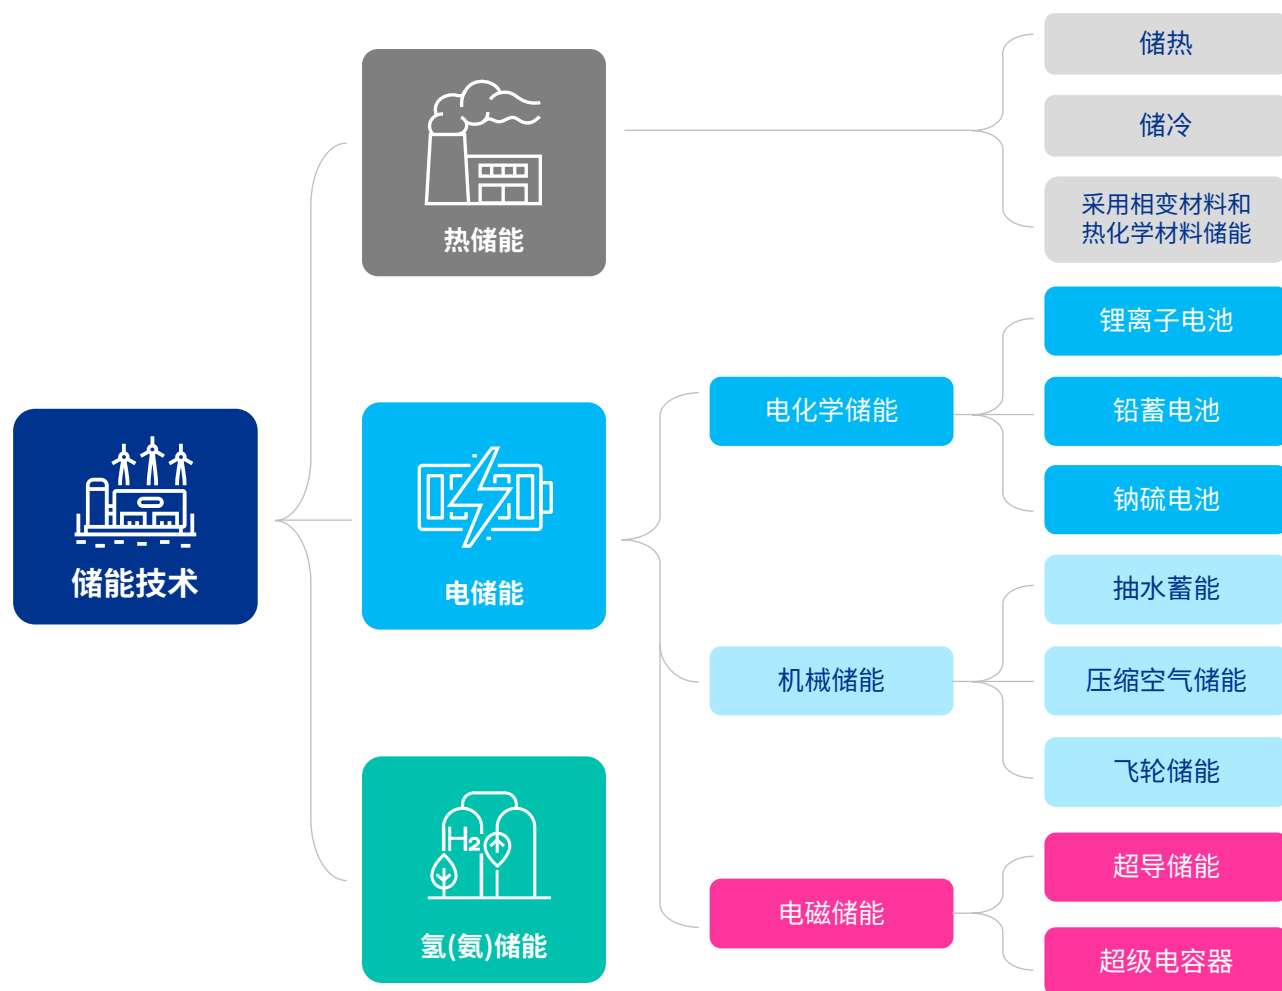 储能技术
热储能
储热
储冷
采用相变材料和
热化学材料储能
电储能
电化学储能
锂离子电池
铅蓄电池
钠硫电池
机械储能
抽水蓄能
压缩空气储能
飞轮储能
电磁储能
超导储能
超级电容器
H₂
氢(氨)储能